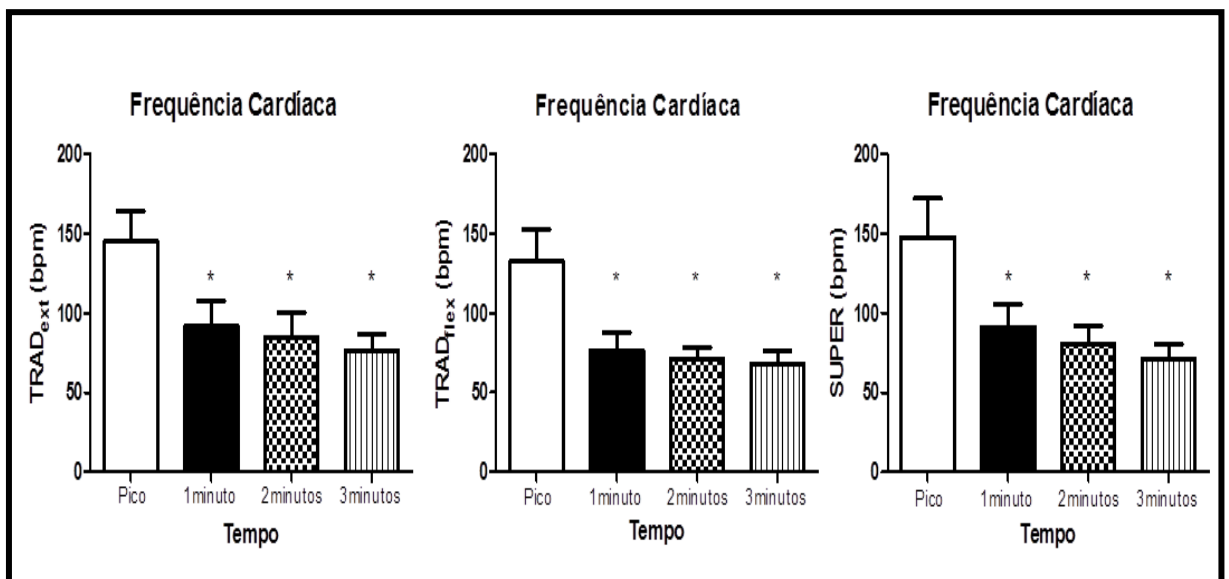 Frequência Cardíaca
TRADext (bpm)
200
150
100
50
0
* * *
Pico 1minuto 2minutos 3minutos
Tempo
Frequência Cardíaca
TRADflex (bpm)
200
150
100
50
0
* * *
Pico 1minuto 2minutos 3minutos
Tempo
Frequência Cardíaca
SUPER (bpm)
200
150
100
50
0
* * *
Pico 1minuto 2minutos 3minutos
Tempo